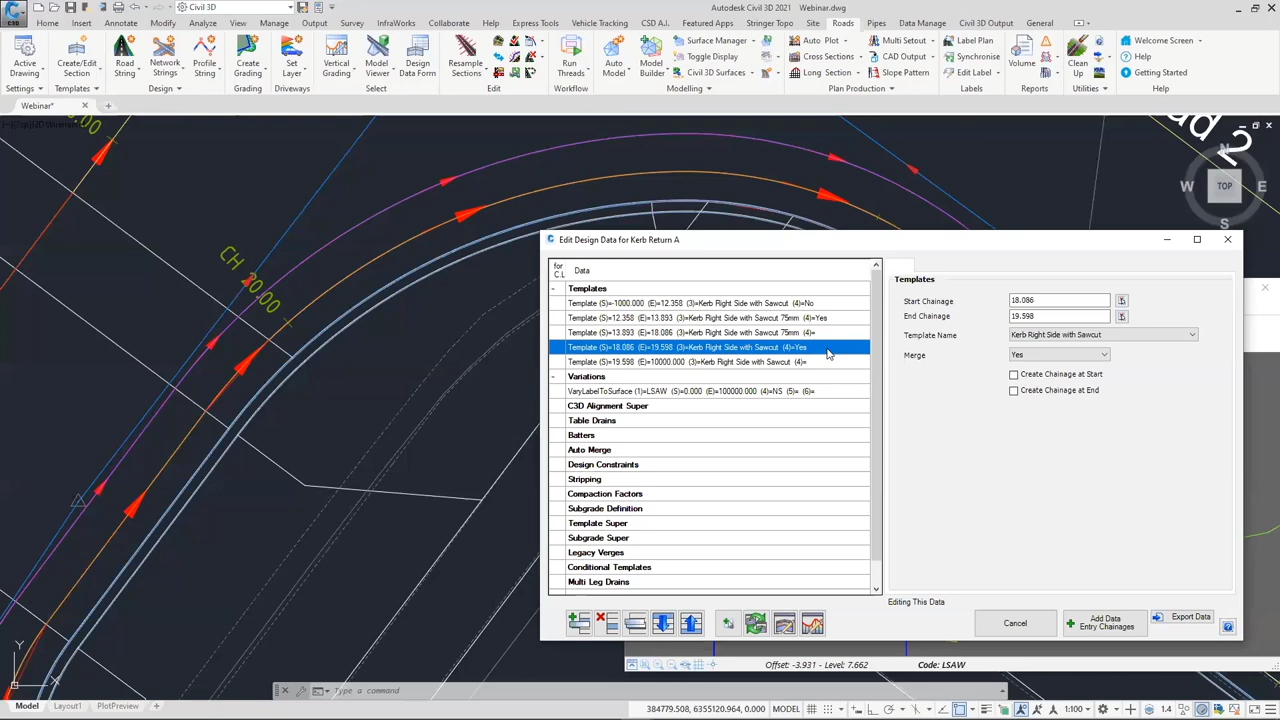 C3D
Civil 3D
Autodesk Civil 3D 2021 Webinar.dwg
Home Insert Annotate Modify Analyze View Manage Output Survey InfraWorks Collaborate Help Express Tools Vehicle Tracking CSD A.I. Featured Apps Stringer Topo Site Roads Pipes Data Manage Civil 3D Output General
Active Drawing
Create/Edit Section
Road String
Network Strings
Profile String
Create Grading
Set Layer
Vertical Grading
Model Viewer
Design Data Form
Resample Sections
Run Threads
Auto Model
Model Builder
Surface Manager
Toggle Display
Civil 3D Surfaces
Auto Plot
Cross Sections
Long Section
Multi Setout
CAD Output
Slope Pattern
Label Plan
Synchronise
Edit Label
Volume
Clean Up
Welcome Screen
Help
Getting Started
Settings Templates Design Grading Driveways Select Edit Workflow Modelling Plan Production Labels Reports Utilities Help
Webinar*
CH 20.00
Road 2
N
W TOP E
S
Edit Design Data for Kerb Return A
for C.L Data
Templates
Template (S)=-1000.000 (E)=12.358 (3)=Kerb Right Side with Sawcut (4)=No
Template (S)=12.358 (E)=13.893 (3)=Kerb Right Side with Sawcut 75mm (4)=Yes
Template (S)=13.893 (E)=18.086 (3)=Kerb Right Side with Sawcut 75mm (4)=
Template (S)=18.086 (E)=19.598 (3)=Kerb Right Side with Sawcut (4)=Yes
Template (S)=19.598 (E)=10000.000 (3)=Kerb Right Side with Sawcut (4)=
Variations
VaryLabelToSurface (1)=LSAW (S)=0.000 (E)=100000.000 (4)=NS (5)= (6)=
C3D Alignment Super
Table Drains
Batters
Auto Merge
Design Constraints
Stripping
Compaction Factors
Subgrade Definition
Template Super
Subgrade Super
Legacy Verges
Conditional Templates
Multi Leg Drains
Templates
Start Chainage 18.086
End Chainage 19.598
Template Name Kerb Right Side with Sawcut
Merge Yes
Create Chainage at Start
Create Chainage at End
Editing This Data
Cancel
Add Data Entry Chainages
Export Data
Offset: -3.931 - Level: 7.662 Code: LSAW
Y
X
Type a command
Model Layout1 PlotPreview
384779.508, 6355120.964, 0.000 MODEL 1:100 1.4